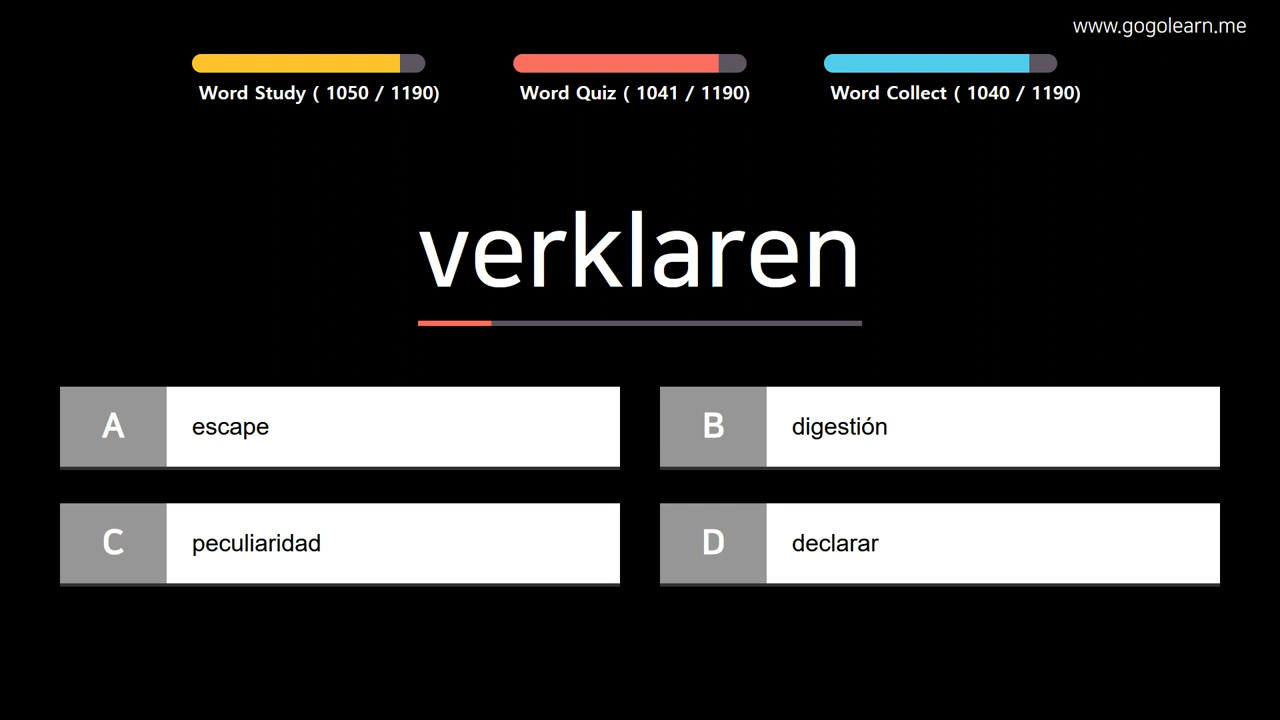 www.gogolearn.me
Word Study ( 1050 / 1190)
Word Quiz ( 1041 / 1190)
Word Collect ( 1040 / 1190)
verklaren
A escape
B digestión
C peculiaridad
D declarar